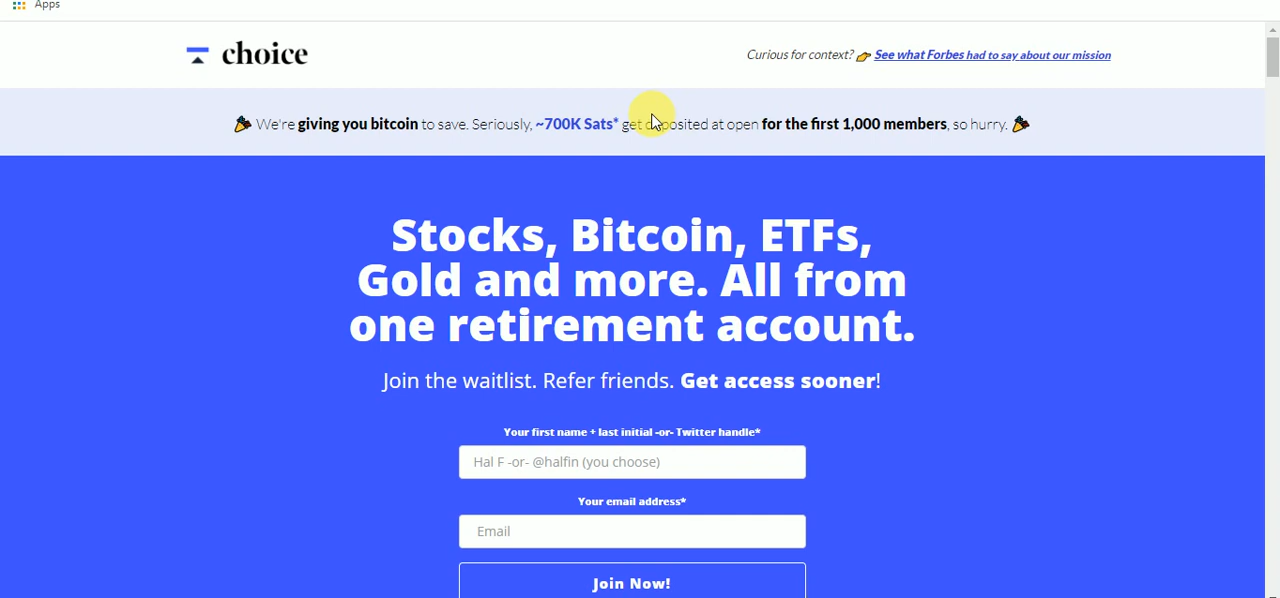 Apps
choice
Curious for context? 👉 See what Forbes had to say about our mission
🎉 We're giving you bitcoin to save. Seriously, ~700K Sats* get deposited at open for the first 1,000 members, so hurry. 🎉
Stocks, Bitcoin, ETFs,
Gold and more. All from
one retirement account.
Join the waitlist. Refer friends. Get access sooner!
Your first name + last initial -or- Twitter handle*
Hal F -or- @halfin (you choose)
Your email address*
Email
Join Now!